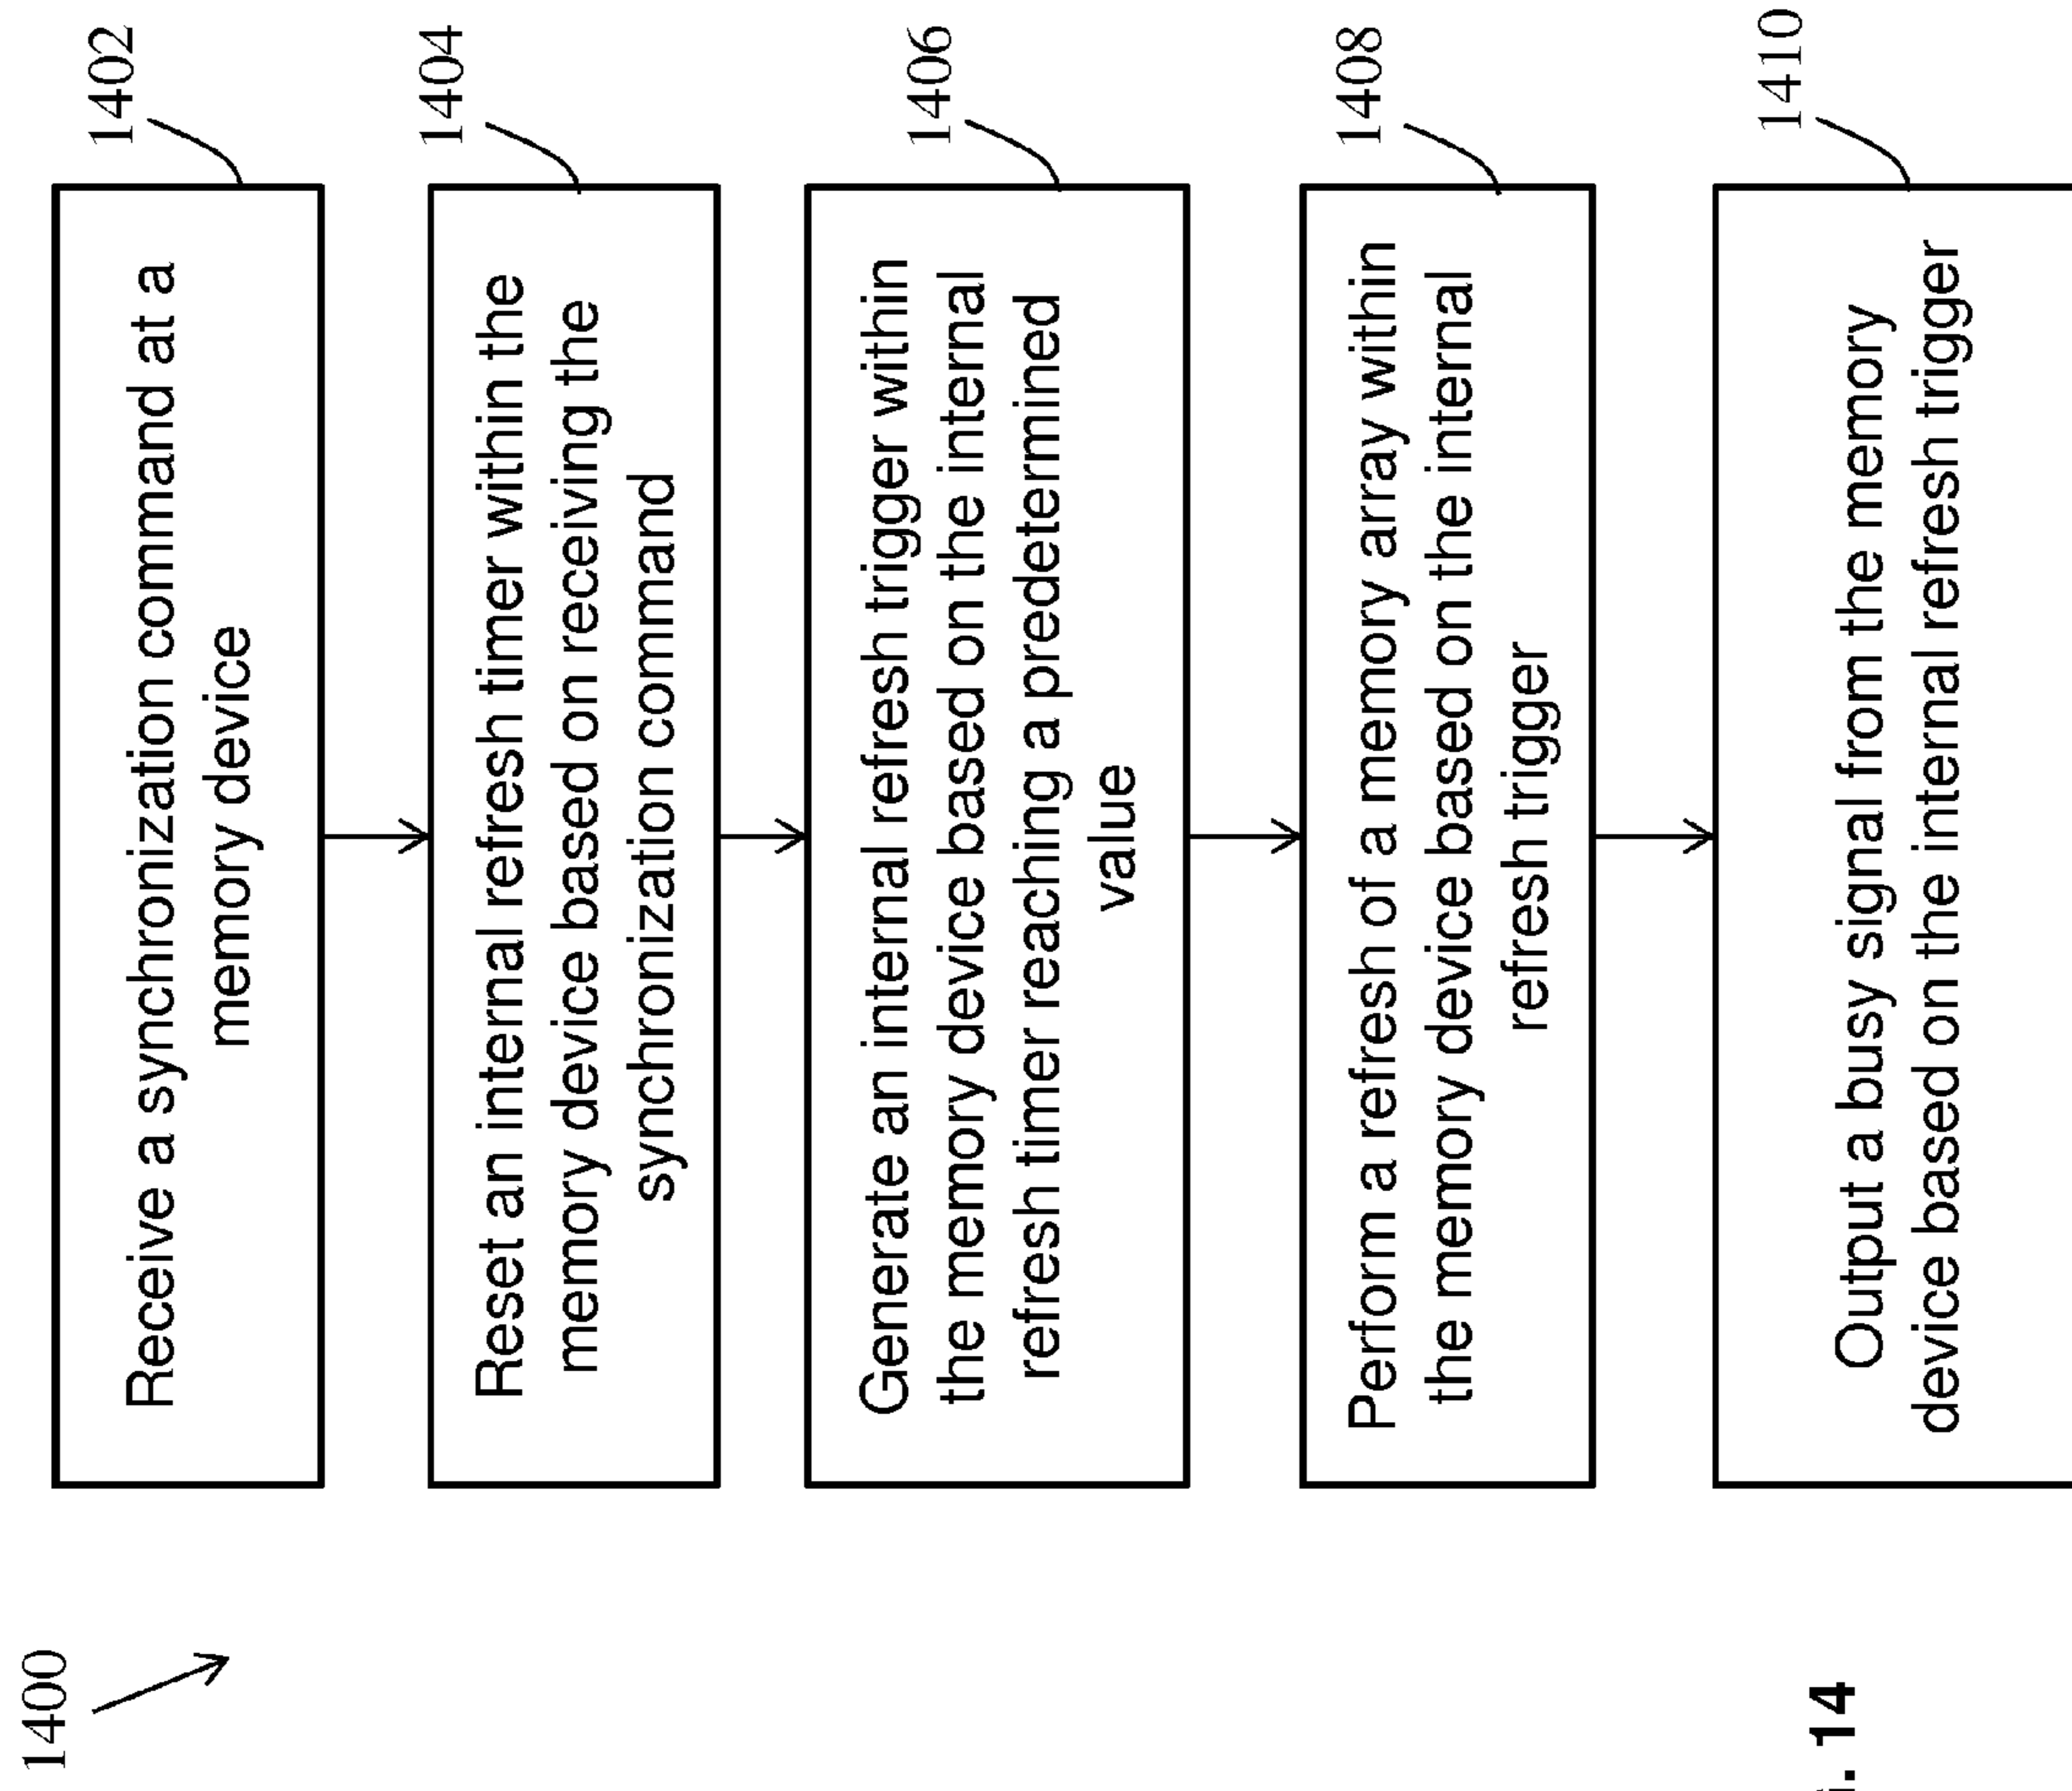 1400
1402
Receive a synchronization command at a
memory device
1404
Reset an internal refresh timer within the
memory device based on receiving the
synchronization command
1406
Generate an internal refresh trigger within
the memory device based on the internal
refresh timer reaching a predetermined
value
1408
Perform a refresh of a memory array within
the memory device based on the internal
refresh trigger
1410
Output a busy signal from the memory
device based on the internal refresh trigger
14